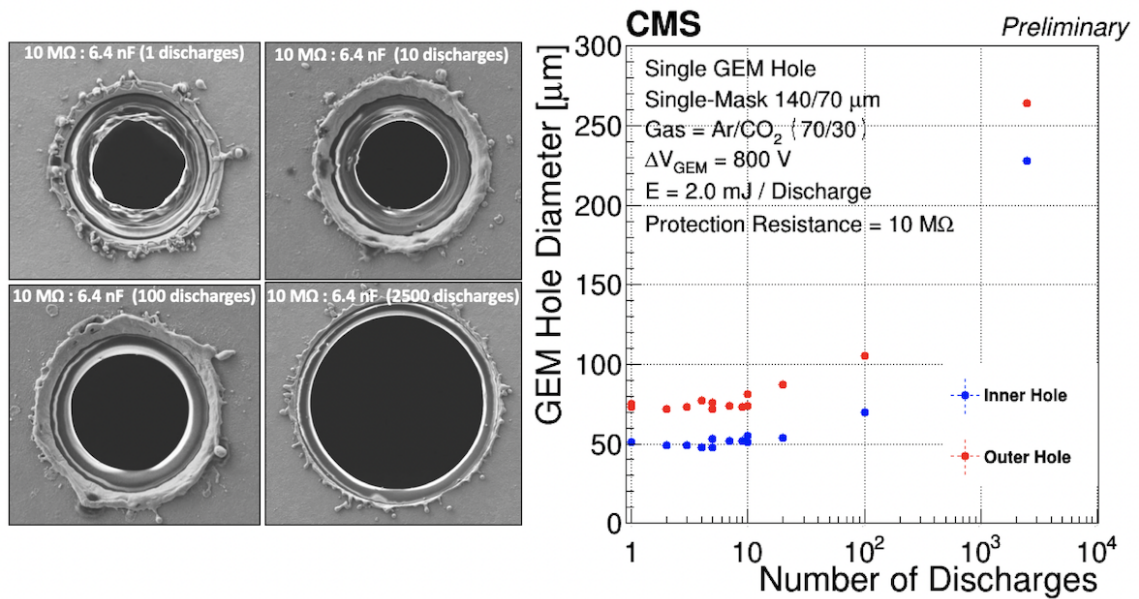 10 MΩ : 6.4 nF (1 discharges)
10 MΩ : 6.4 nF (10 discharges)
10 MΩ : 6.4 nF (100 discharges)
10 MΩ : 6.4 nF (2500 discharges)
CMS
Preliminary
GEM Hole Diameter [μm]
300
250
200
150
100
50
0
Single GEM Hole
Single-Mask 140/70 μm
Gas = Ar/CO₂ (70/30)
ΔV_GEM = 800 V
E = 2.0 mJ / Discharge
Protection Resistance = 10 MΩ
Inner Hole
Outer Hole
1
10
10²
10³
10⁴
Number of Discharges